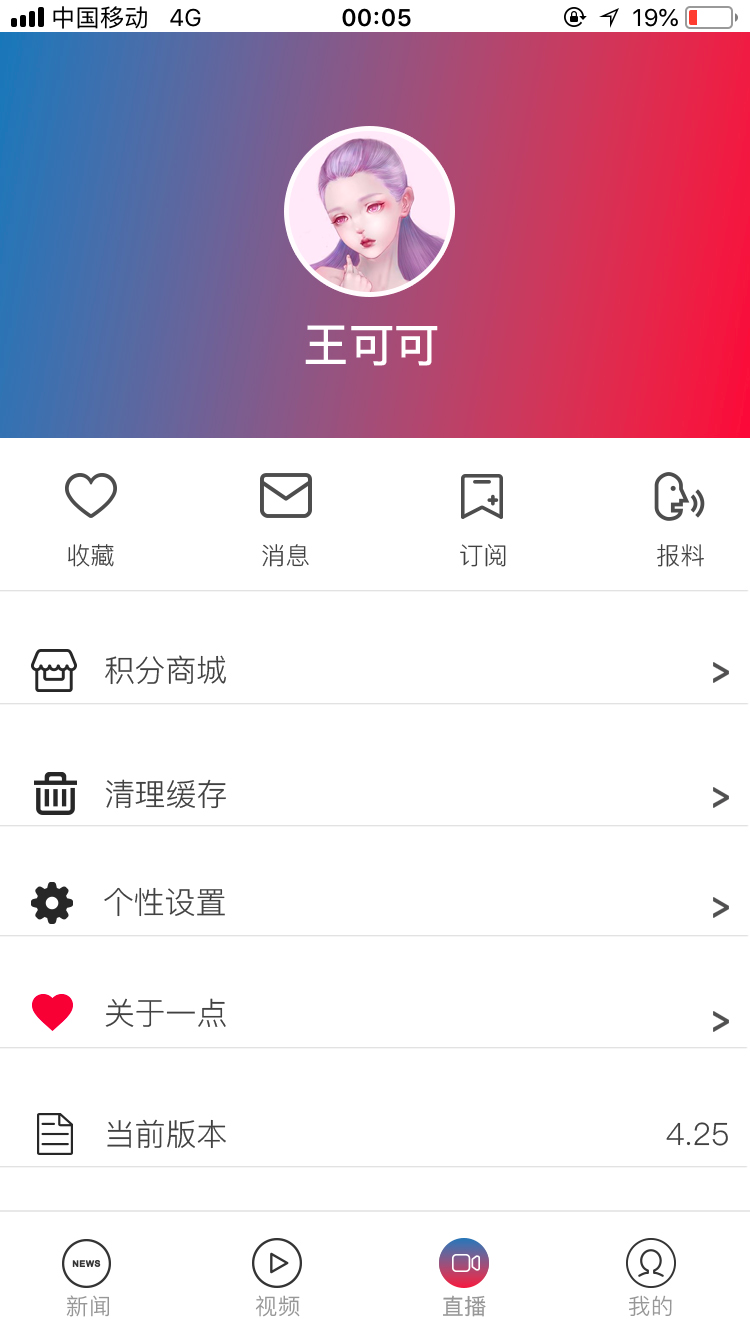 中国移动 4G 00:05 19%
王可可
收藏 消息 订阅 报料
积分商城 >
清理缓存 >
个性设置 >
关于一点 >
当前版本 4.25
NEWS
新闻 视频 直播 我的